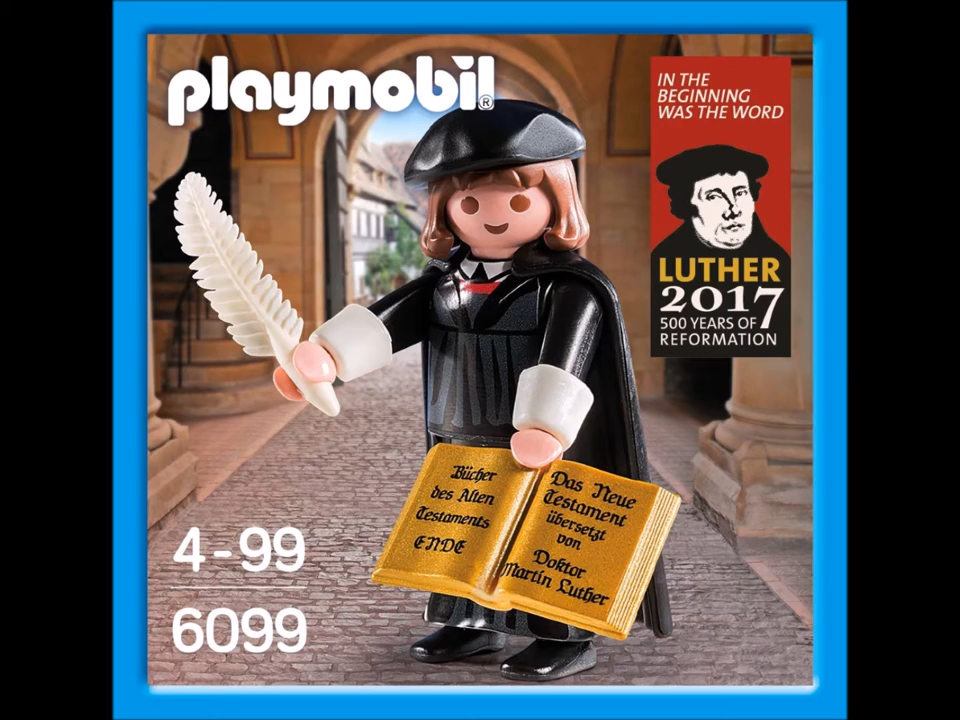 playmobil®
IN THE
BEGINNING
WAS THE WORD
LUTHER
2017
500 YEARS OF
REFORMATION
Bücher
des Alten
Testaments
ENDE
Das Neue
Testament
übersetzt
von
Doktor
Martin Luther
4-99
6099